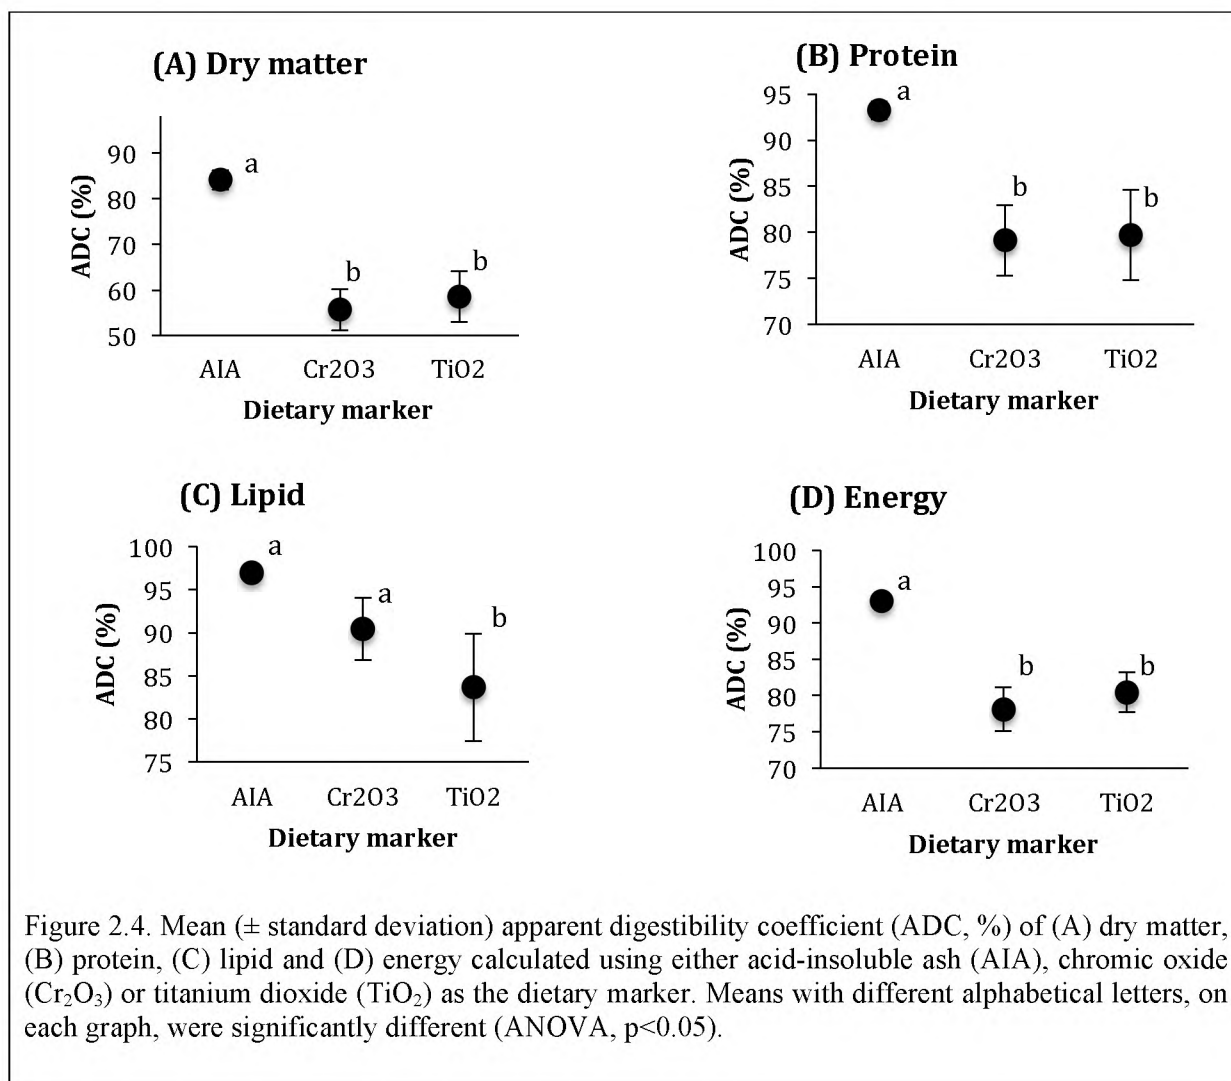 (A) Dry matter
ADC (%)
90
80
70
60
50
a
b
b
AIA Cr2O3 TiO2
Dietary marker
(B) Protein
ADC (%)
95
90
85
80
75
70
a
b
b
AIA Cr2O3 TiO2
Dietary marker
(C) Lipid
ADC (%)
100
95
90
85
80
75
a
a
b
AIA Cr2O3 TiO2
Dietary marker
(D) Energy
ADC (%)
100
95
90
85
80
75
70
a
b
b
AIA Cr2O3 TiO2
Dietary marker
Figure 2.4. Mean (± standard deviation) apparent digestibility coefficient (ADC, %) of (A) dry matter,
(B) protein, (C) lipid and (D) energy calculated using either acid-insoluble ash (AIA), chromic oxide
(Cr₂O₃) or titanium dioxide (TiO₂) as the dietary marker. Means with different alphabetical letters, on
each graph, were significantly different (ANOVA, p<0.05).